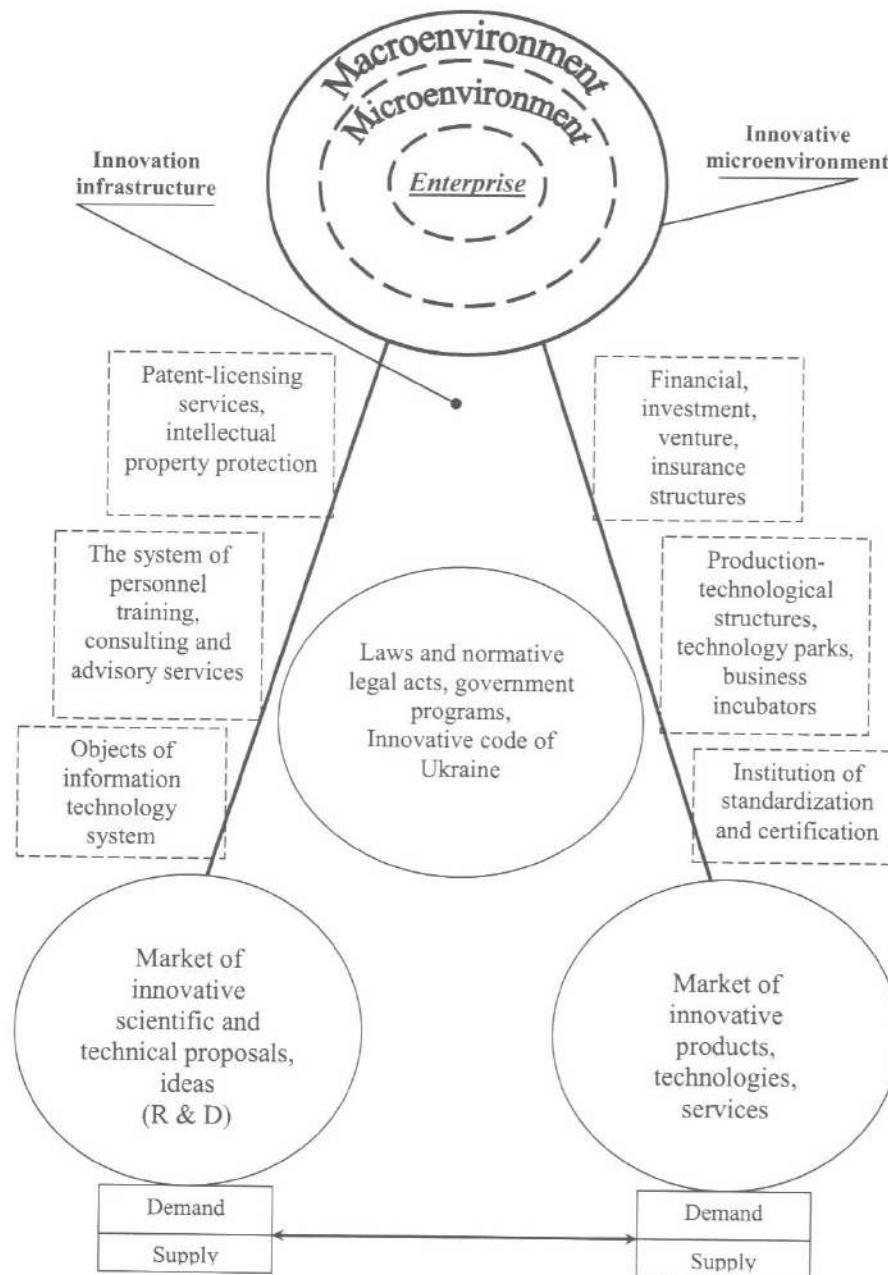 Macroenvironment
Microenvironment
Enterprise
Innovation
infrastructure
Innovative
microenvironment
Patent-licensing
services,
intellectual
property protection
Financial,
investment,
venture,
insurance
structures
The system of
personnel
training,
consulting and
advisory services
Production-
technological
structures,
technology parks,
business
incubators
Laws and normative
legal acts, government
programs,
Innovative code of
Ukraine
Objects of
information
technology
system
Institution of
standardization
and certification
Market of
innovative
scientific and
technical proposals,
ideas
(R & D)
Market of
innovative
products,
technologies,
services
Demand
Supply
Demand
Supply